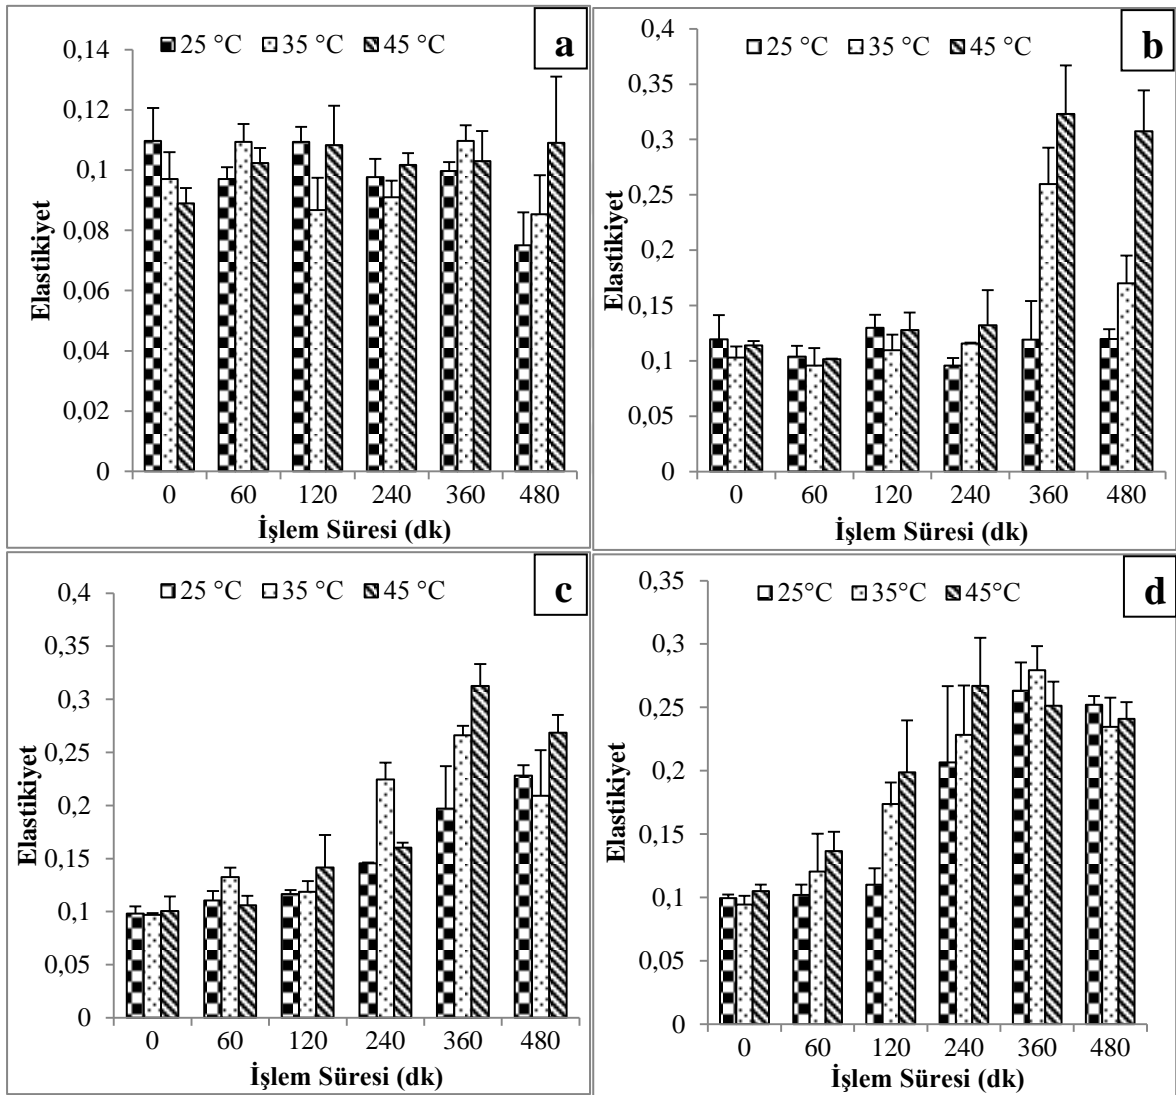 25 °C 35 °C 45 °C
a
0,14
0,12
0,1
0,08
0,06
0,04
0,02
0
Elastikiyet
0 60 120 240 360 480
İşlem Süresi (dk)
25 °C 35 °C 45 °C
b
0,4
0,35
0,3
0,25
0,2
0,15
0,1
0,05
0
Elastikiyet
0 60 120 240 360 480
İşlem Süresi (dk)
25 °C 35 °C 45 °C
c
0,4
0,35
0,3
0,25
0,2
0,15
0,1
0,05
0
Elastikiyet
0 60 120 240 360 480
İşlem Süresi (dk)
25°C 35°C 45°C
d
0,35
0,3
0,25
0,2
0,15
0,1
0,05
0
Elastikiyet
0 60 120 240 360 480
İşlem Süresi (dk)